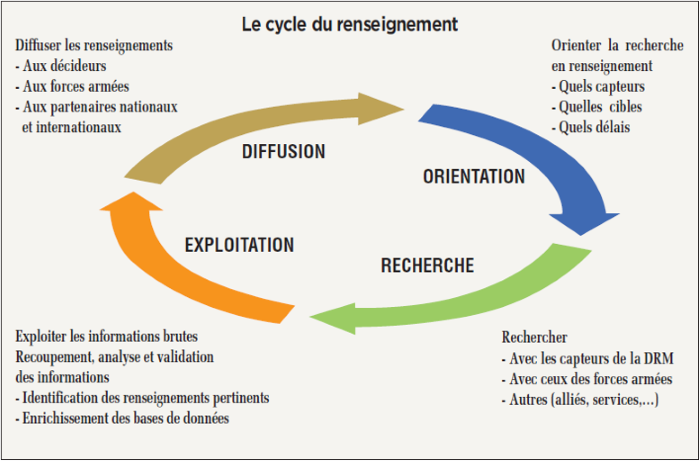 Le cycle du renseignement
Diffuser les renseignements
- Aux décideurs
- Aux forces armées
- Aux partenaires nationaux
et internationaux
Orienter la recherche
en renseignement
- Quels capteurs
- Quelles cibles
- Quels délais
DIFFUSION
ORIENTATION
EXPLOITATION
RECHERCHE
Exploiter les informations brutes
Recoupement, analyse et validation
des informations
- Identification des renseignements pertinents
- Enrichissement des bases de données
Rechercher
- Avec les capteurs de la DRM
- Avec ceux des forces armées
- Autres (alliés, services,...)